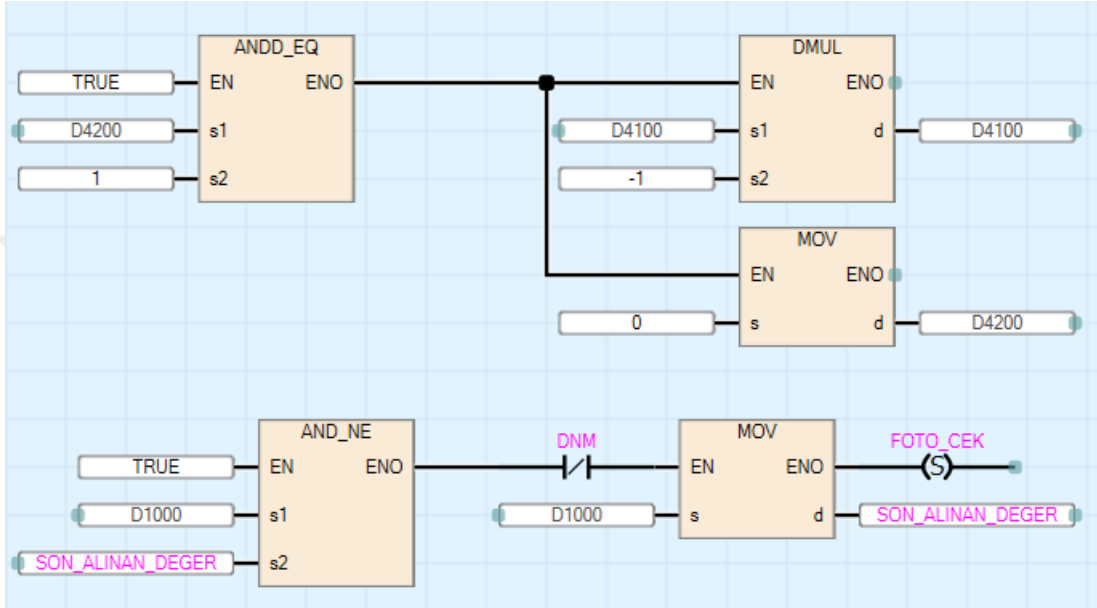 ANDD_EQ DMUL
TRUE EN ENO EN ENO
D4200 s1 D4100 s1 d D4100
1 s2 -1 s2
MOV
EN ENO
0 s d D4200
AND_NE DNM MOV FOTO_CEK
TRUE EN ENO EN ENO S
D1000 s1 D1000 s d SON_ALINAN_DEGER
SON_ALINAN_DEGER s2